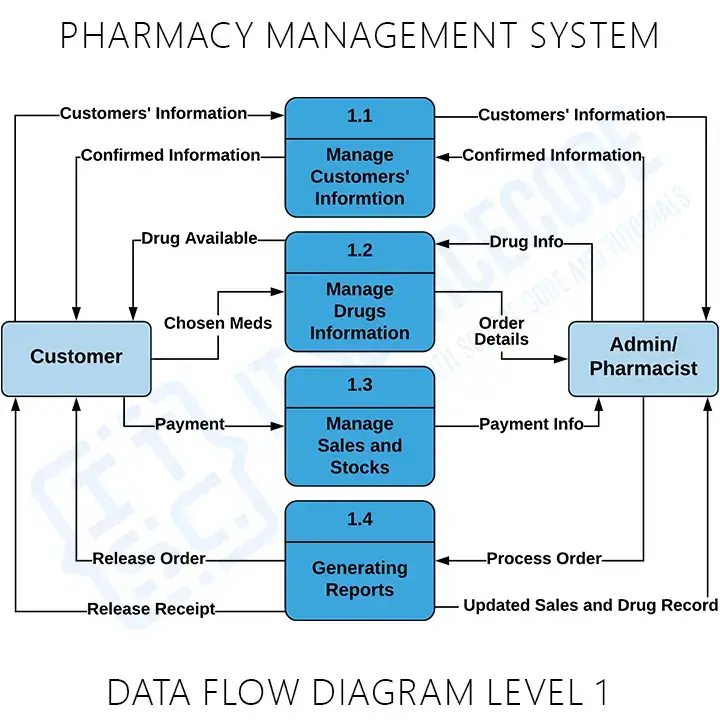 PHARMACY MANAGEMENT SYSTEM
Customers' Information
1.1
Customers' Information
Confirmed Information
Manage
Customers'
Informtion
Confirmed Information
Drug Available
1.2
Drug Info
Chosen Meds
Manage
Drugs
Information
Order
Details
Customer
Admin/
Pharmacist
1.3
Payment
Manage
Sales and
Stocks
Payment Info
1.4
Release Order
Generating
Reports
Process Order
Release Receipt
Updated Sales and Drug Record
DATA FLOW DIAGRAM LEVEL 1